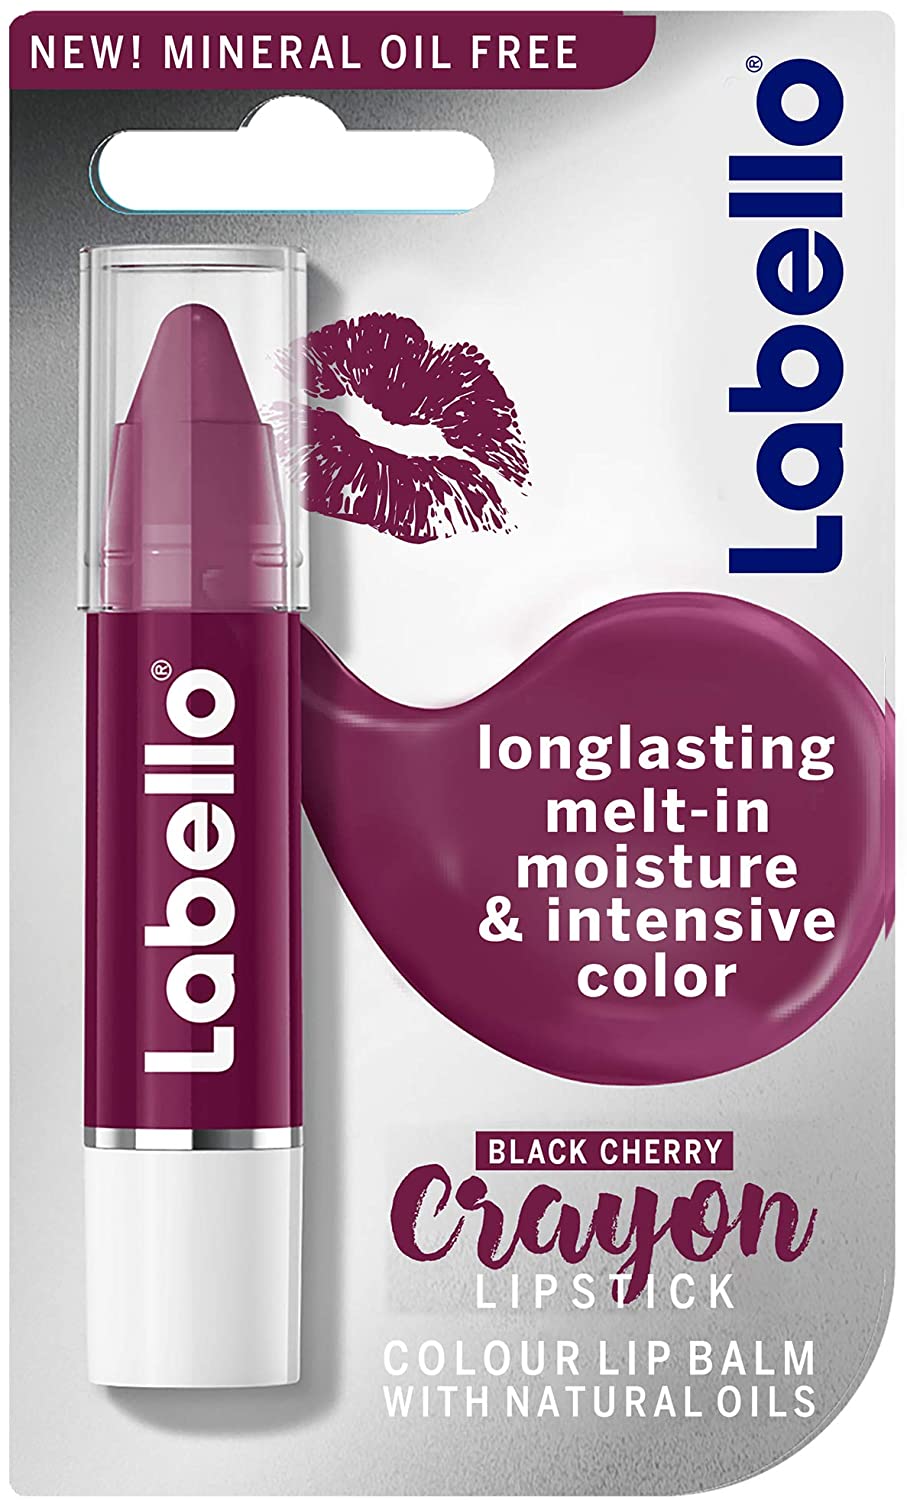 NEW! MINERAL OIL FREE
Labello®
Labello®
longlasting
melt-in
moisture
& intensive
color
BLACK CHERRY
Crayon
LIPSTICK
COLOUR LIP BALM
WITH NATURAL OILS